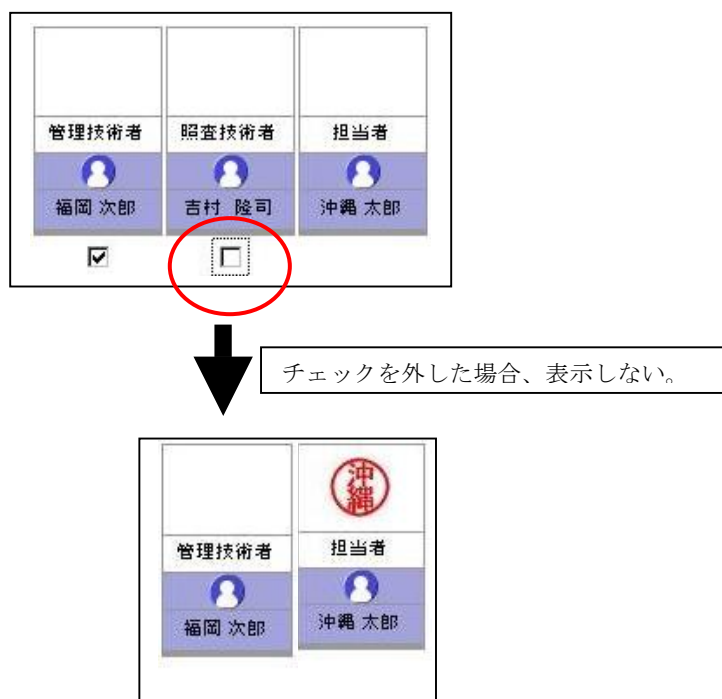 管理技術者 照査技術者 担当者
福岡 次郎 吉村 隆司 沖縄 太郎
チェックを外した場合、表示しない。
沖縄
管理技術者 担当者
福岡 次郎 沖縄 太郎